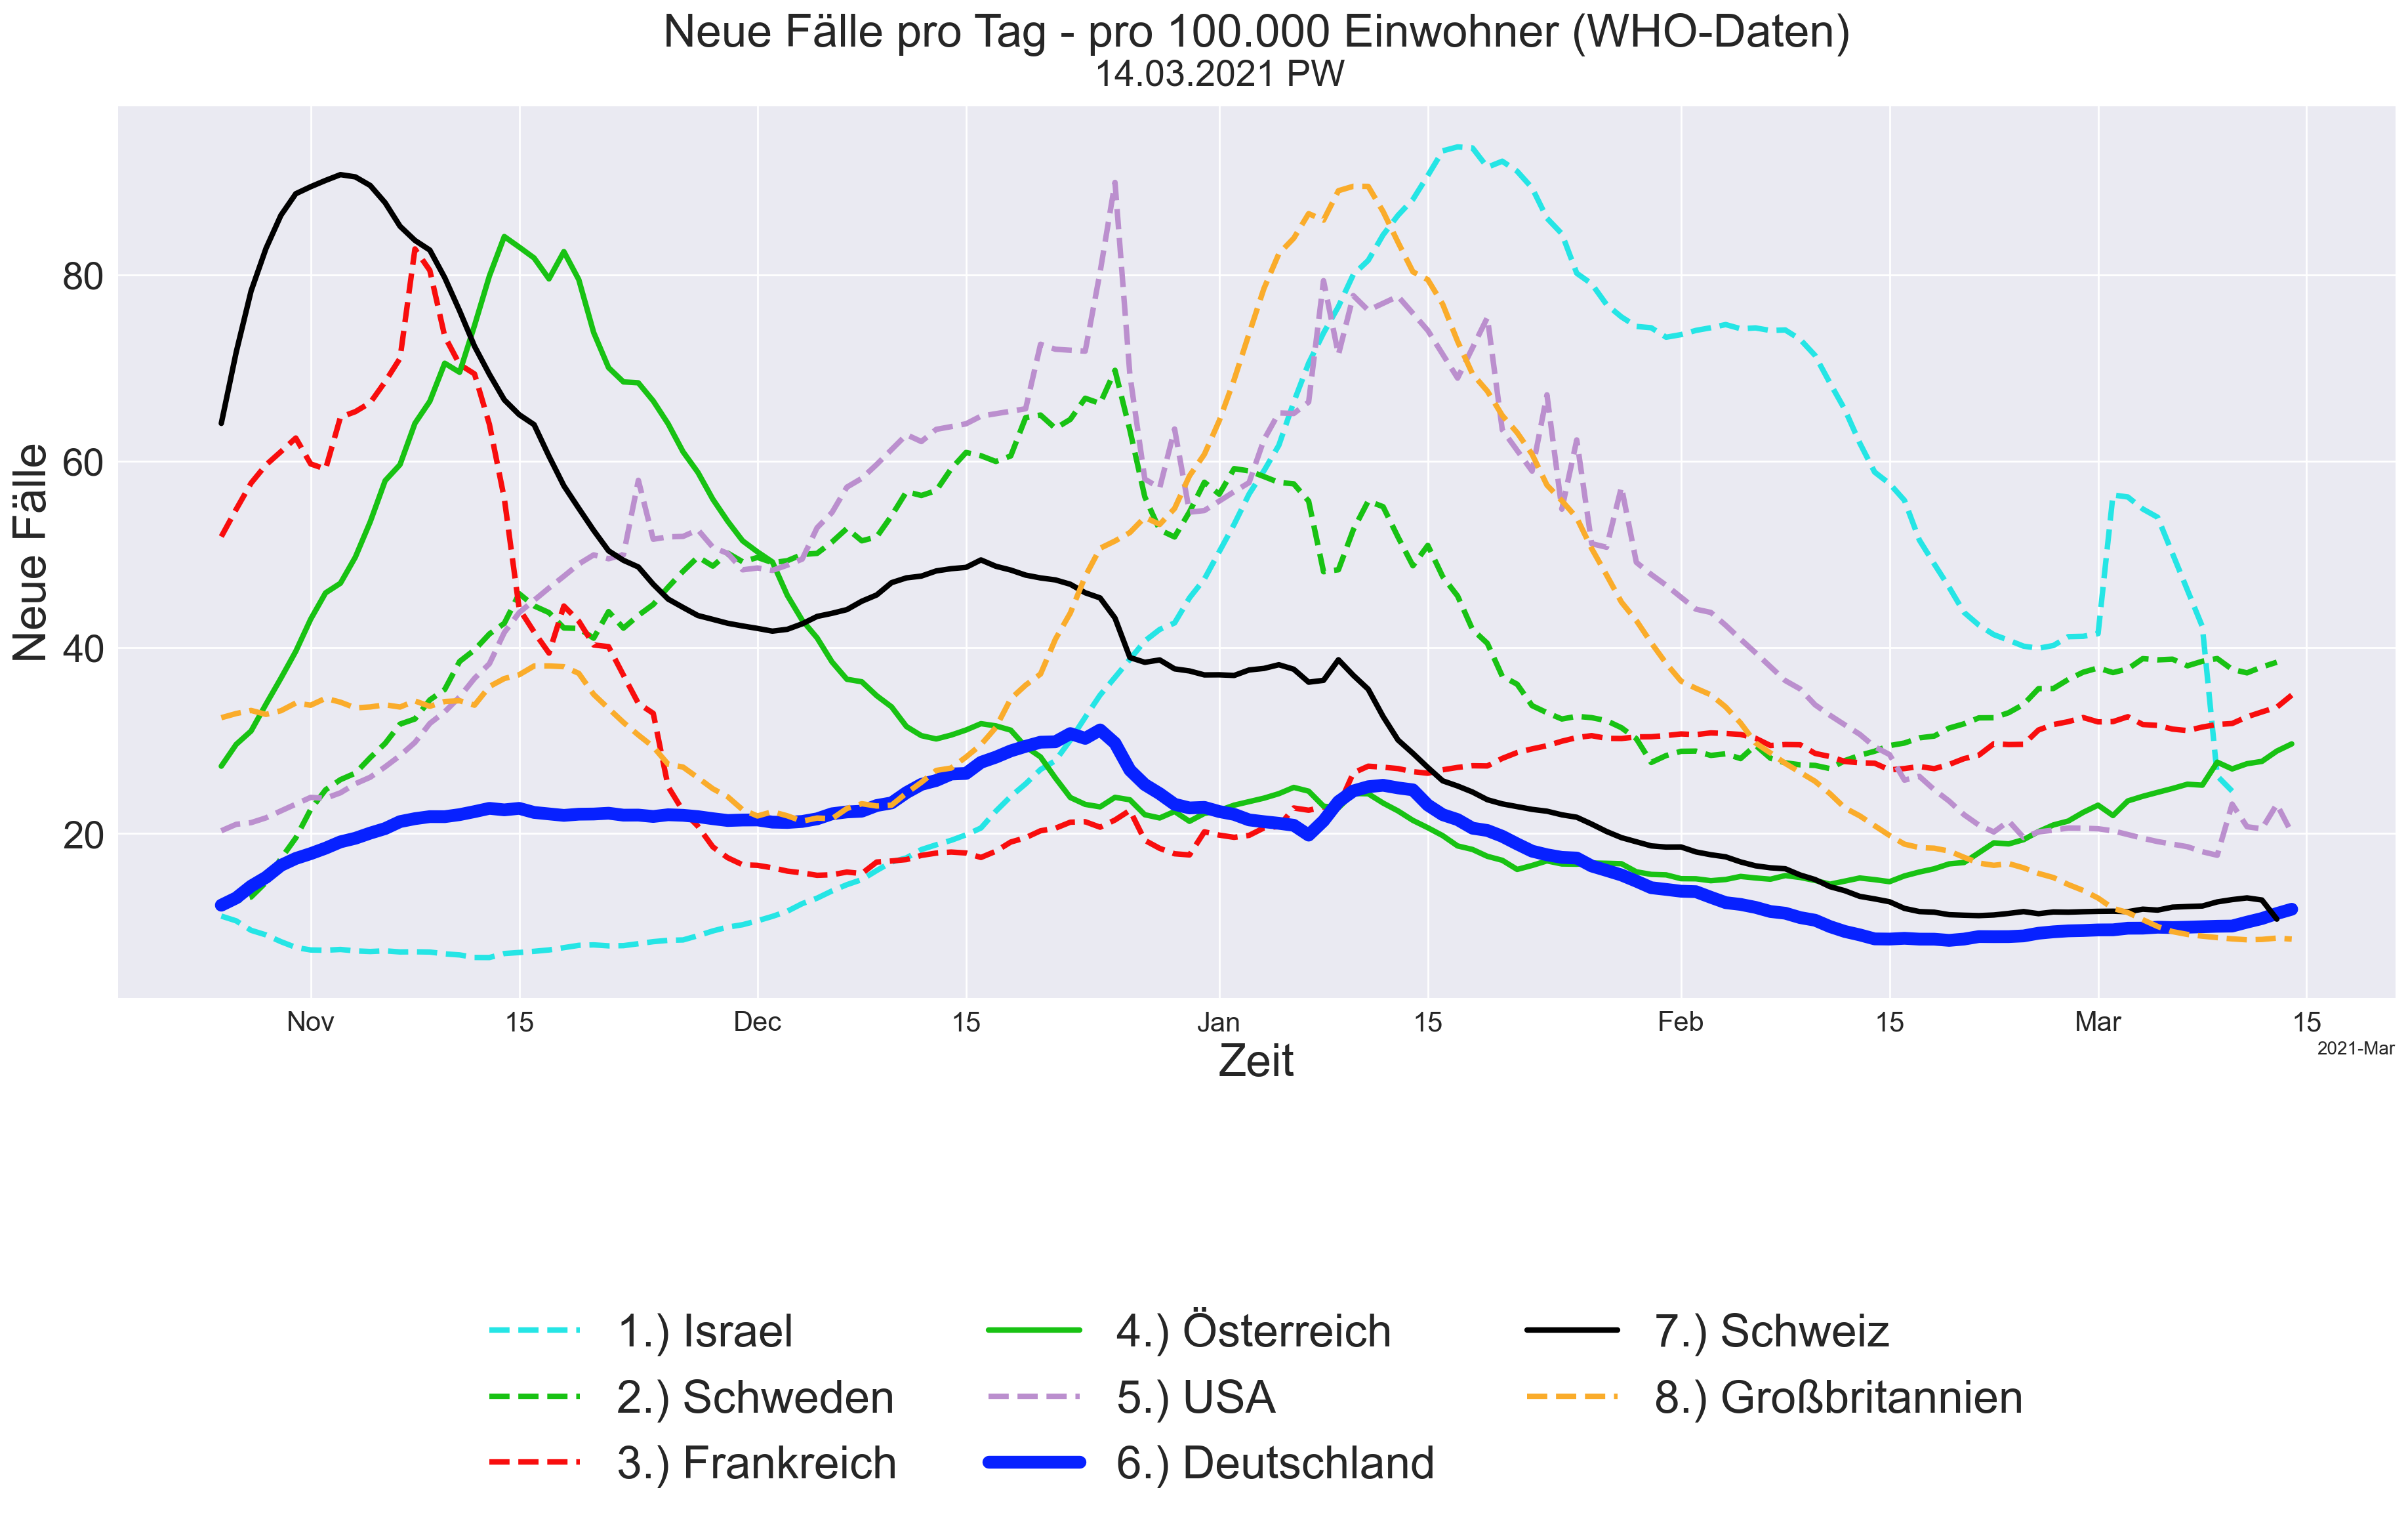 Neue Fälle pro Tag - pro 100.000 Einwohner (WHO-Daten)
14.03.2021 PW
Neue Fälle
80
60
40
20
Nov 15 Dec 15 Jan 15 Feb 15 Mar 15
2021-Mar
Zeit
1.) Israel
2.) Schweden
3.) Frankreich
4.) Österreich
5.) USA
6.) Deutschland
7.) Schweiz
8.) Großbritannien